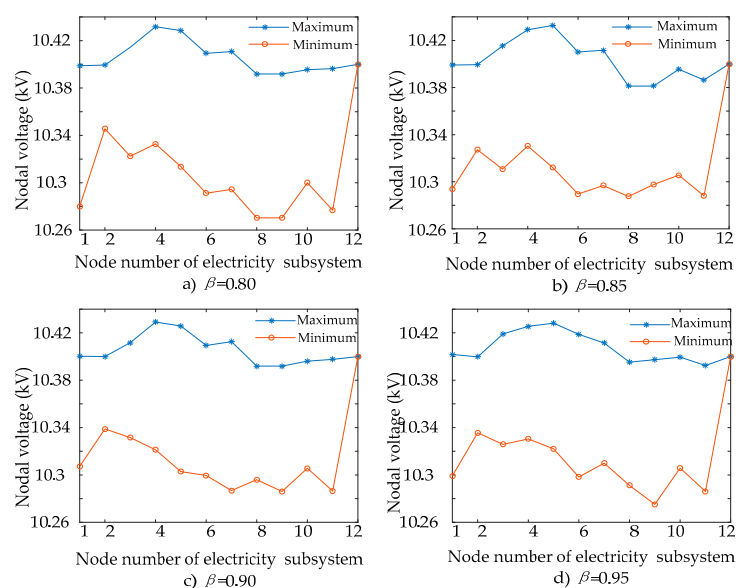 10.42
10.38
10.34
10.3
10.26
Nodal voltage (kV)
Maximum
Minimum
1 2 4 6 8 10 12
Node number of electricity subsystem
a) β=0.80
10.42
10.38
10.34
10.3
10.26
Nodal voltage (kV)
Maximum
Minimum
1 2 4 6 8 10 12
Node number of electricity subsystem
b) β=0.85
10.42
10.38
10.34
10.3
10.26
Nodal voltage (kV)
Maximum
Minimum
1 2 4 6 8 10 12
Node number of electricity subsystem
c) β=0.90
10.42
10.38
10.34
10.3
10.26
Nodal voltage (kV)
Maximum
Minimum
1 2 4 6 8 10 12
Node number of electricity subsystem
d) β=0.95